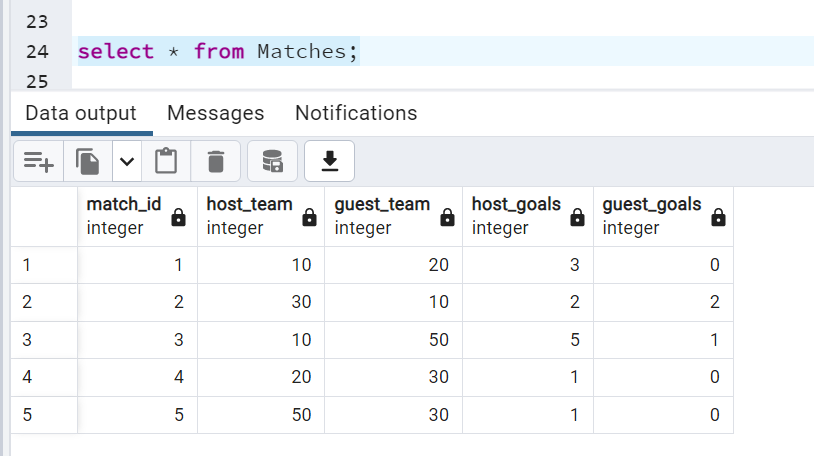 23
24 select * from Matches;
25
Data output Messages Notifications
match_id host_team guest_team host_goals guest_goals
integer integer integer integer integer
1 1 10 20 3 0
2 2 30 10 2 2
3 3 10 50 5 1
4 4 20 30 1 0
5 5 50 30 1 0